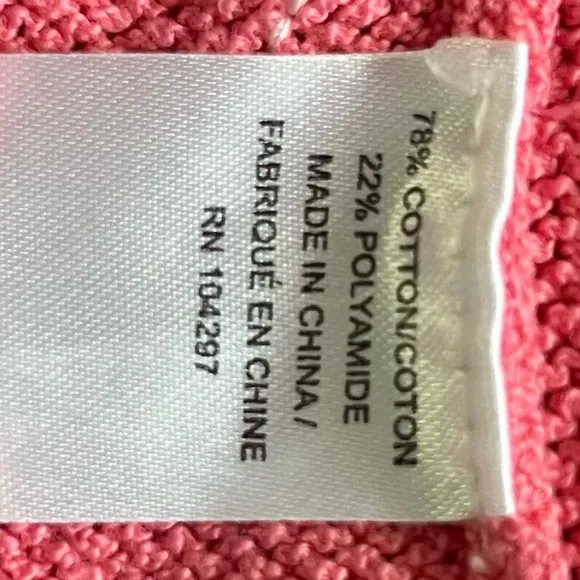 78% COTTON/COTON
22% POLYAMIDE
MADE IN CHINA/
FABRIQUÉ EN CHINE
RN 104297